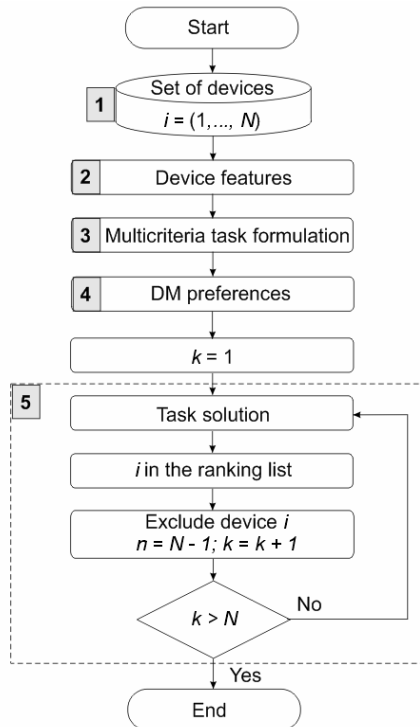 Start
1
Set of devices
i = (1,..., N)
2
Device features
3
Multicriteria task formulation
4
DM preferences
k = 1
5
Task solution
i in the ranking list
Exclude device i
n = N - 1; k = k + 1
k > N
No
Yes
End